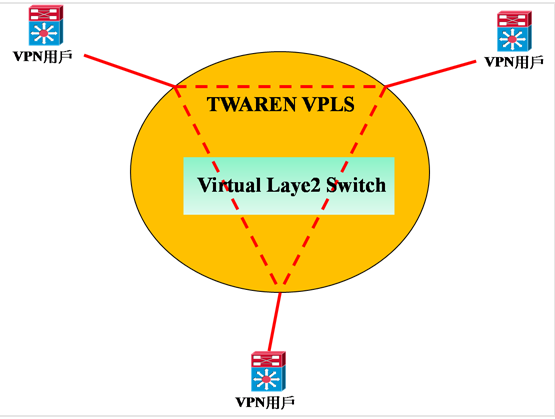 VPN用戶
VPN用戶
TWAREN VPLS
Virtual Laye2 Switch
VPN用戶